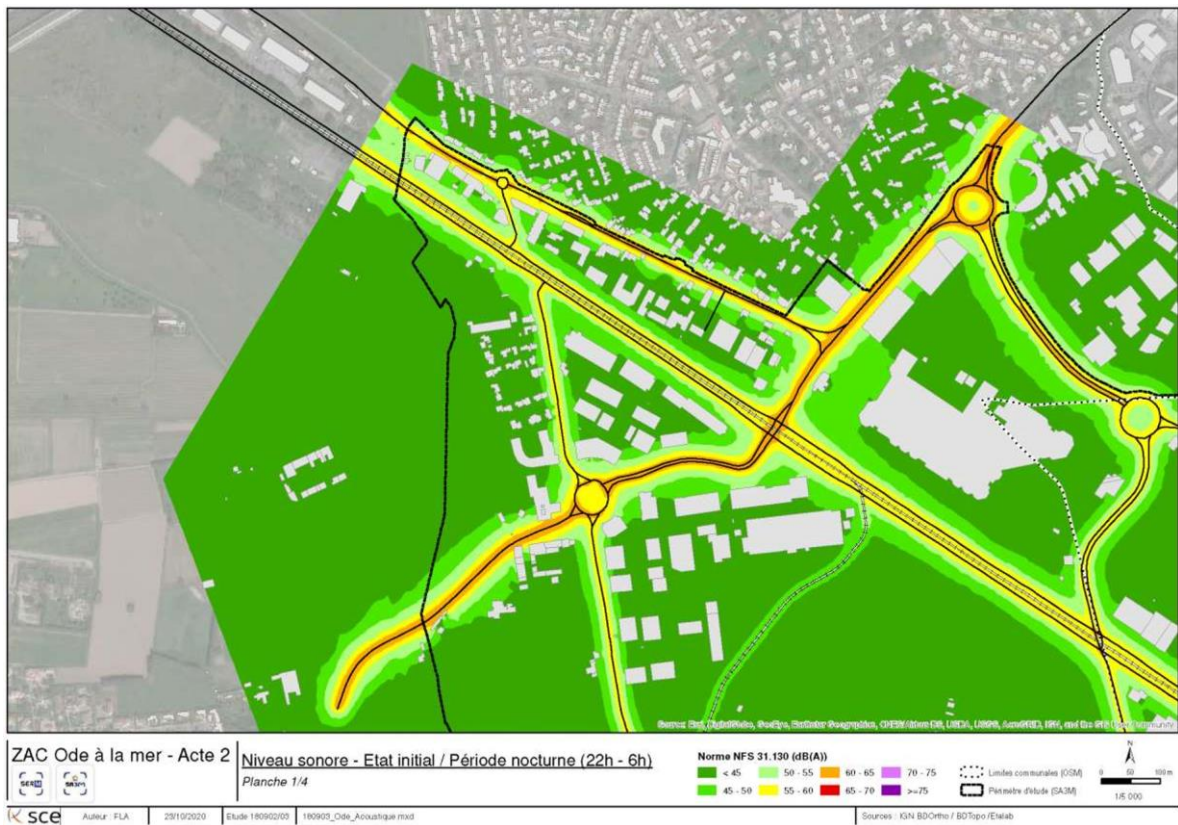 ZAC Ode à la mer - Acte 2
Niveau sonore - Etat initial / Période nocturne (22h - 6h)
Planche 1/4
Norme NFS 31.130 (dB(A))
< 45
50 - 55
60 - 65
70 - 75
45 - 50
55 - 60
65 - 70
>=75
Limites communales (OSM)
Périmètre d'étude (SA3M)
N
0 50 100 m
1/5 000
sce
Auteur : FLA
23/10/2020
Etude 180902/03
180903_Ode_Acoustique.mxd
Sources : IGN BDOrtho / BDTopo /Etalab